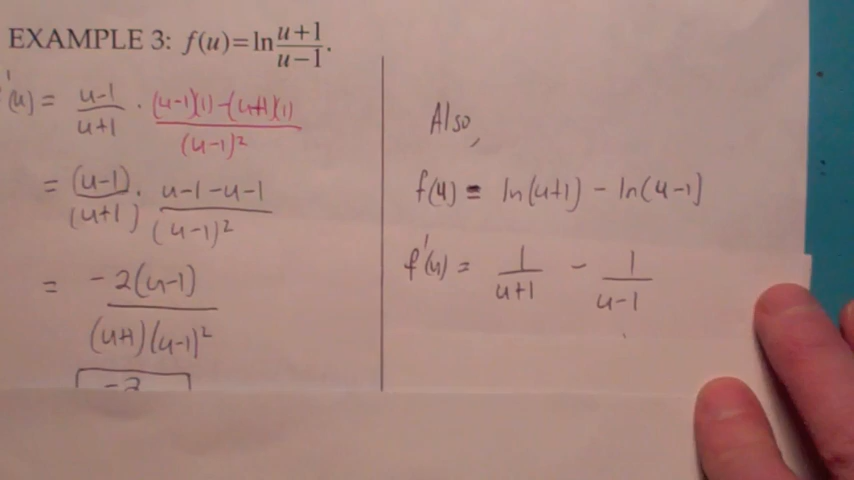 EXAMPLE 3: f(u)=ln (u+1)/(u−1).
'(u) = (u-1)/(u+1) · ((u-1)(1)-(u+1)(1))/(u-1)²
= (u-1)/(u+1) · (u-1-u-1)/(u-1)²
= -2(u-1)/((u+1)(u-1)²)
-2
Also,
f(u) = ln(u+1) - ln(u-1)
f'(u) = 1/(u+1) - 1/(u-1)